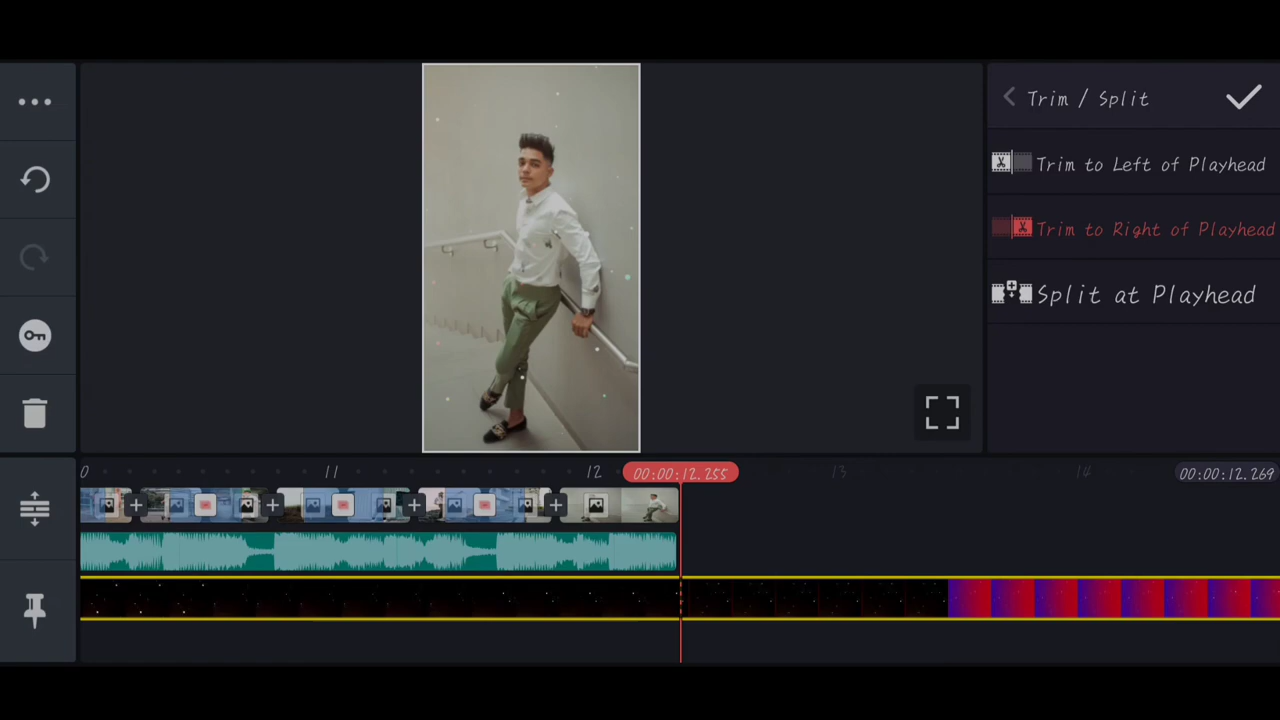 Trim / Split
Trim to Left of Playhead
Trim to Right of Playhead
Split at Playhead
0 11 12 00:00:12.255 13 14 00:00:12.269